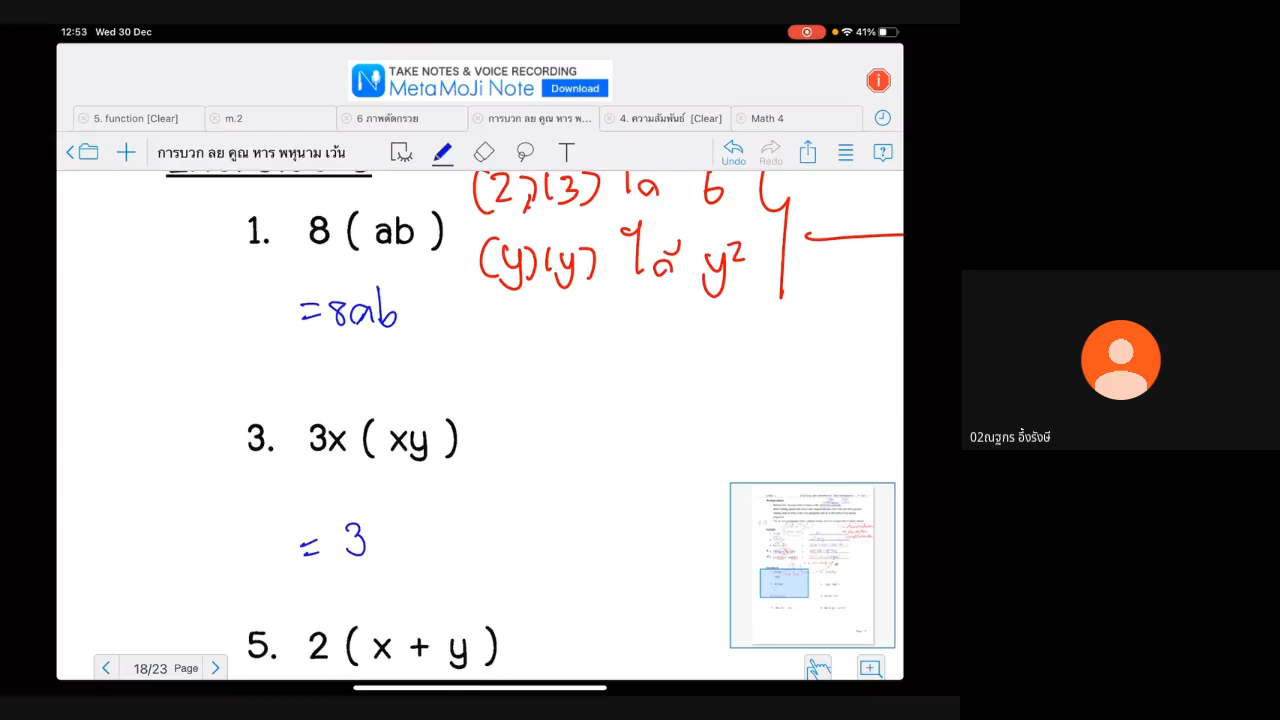 12:53 Wed 30 Dec 41%
TAKE NOTES & VOICE RECORDING
MetaMoJi Note Download
5. function [Clear] m.2 6 ภาพตัดกรวย การบวก ลย คูณ หาร พ... 4. ความสัมพันธ์ [Clear] Math 4
การบวก ลย คูณ หาร พหุนาม เว้น T Undo Redo
(2)(3) ได้ 6
1. 8 ( ab )
(y)(y) ได้ y²
= 8ab
3. 3x ( xy )
02ณฐกร อึ้งรังษี
= 3
5. 2 ( x + y )
18/23 Page